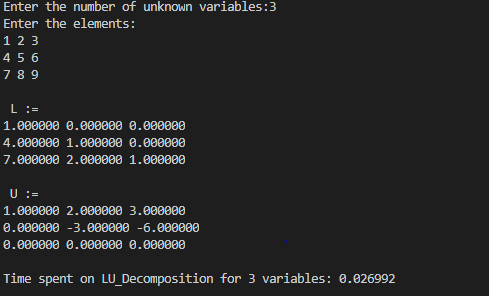 Enter the number of unknown variables:3
Enter the elements:
1 2 3
4 5 6
7 8 9
L :=
1.000000 0.000000 0.000000
4.000000 1.000000 0.000000
7.000000 2.000000 1.000000
U :=
1.000000 2.000000 3.000000
0.000000 -3.000000 -6.000000
0.000000 0.000000 0.000000
Time spent on LU_Decomposition for 3 variables: 0.026992